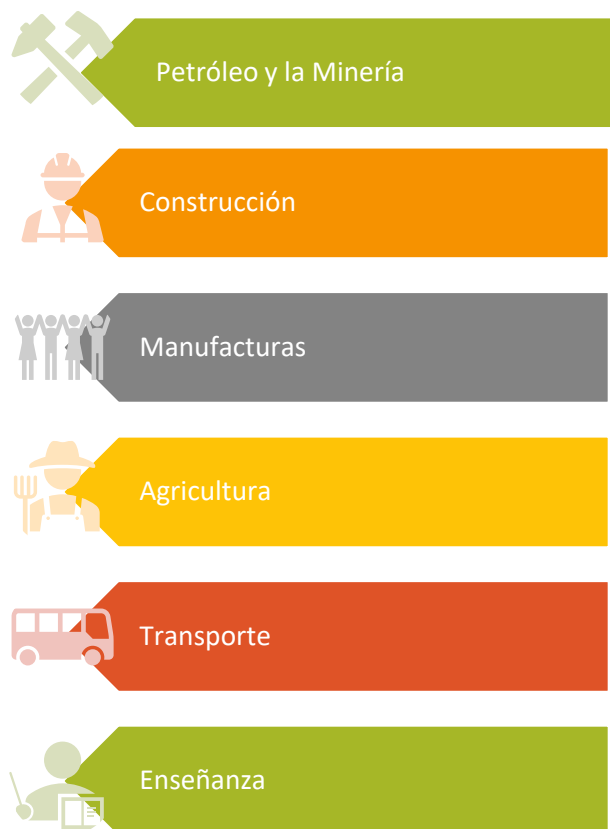 Petróleo y la Minería
Construcción
Manufacturas
Agricultura
Transporte
Enseñanza